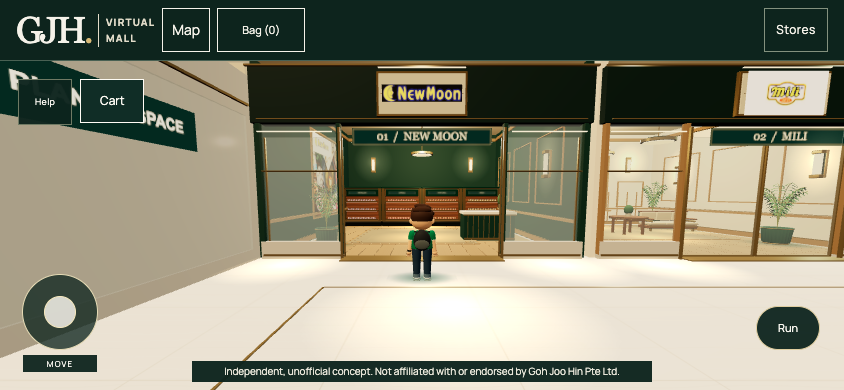 GJH.
VIRTUAL
MALL
Map
Bag (0)
Stores
Help
Cart
SPACE
NewMoon
01 / NEW MOON
mili
02 / MILI
MOVE
Run
Independent, unofficial concept. Not affiliated with or endorsed by Goh Joo Hin Pte Ltd.